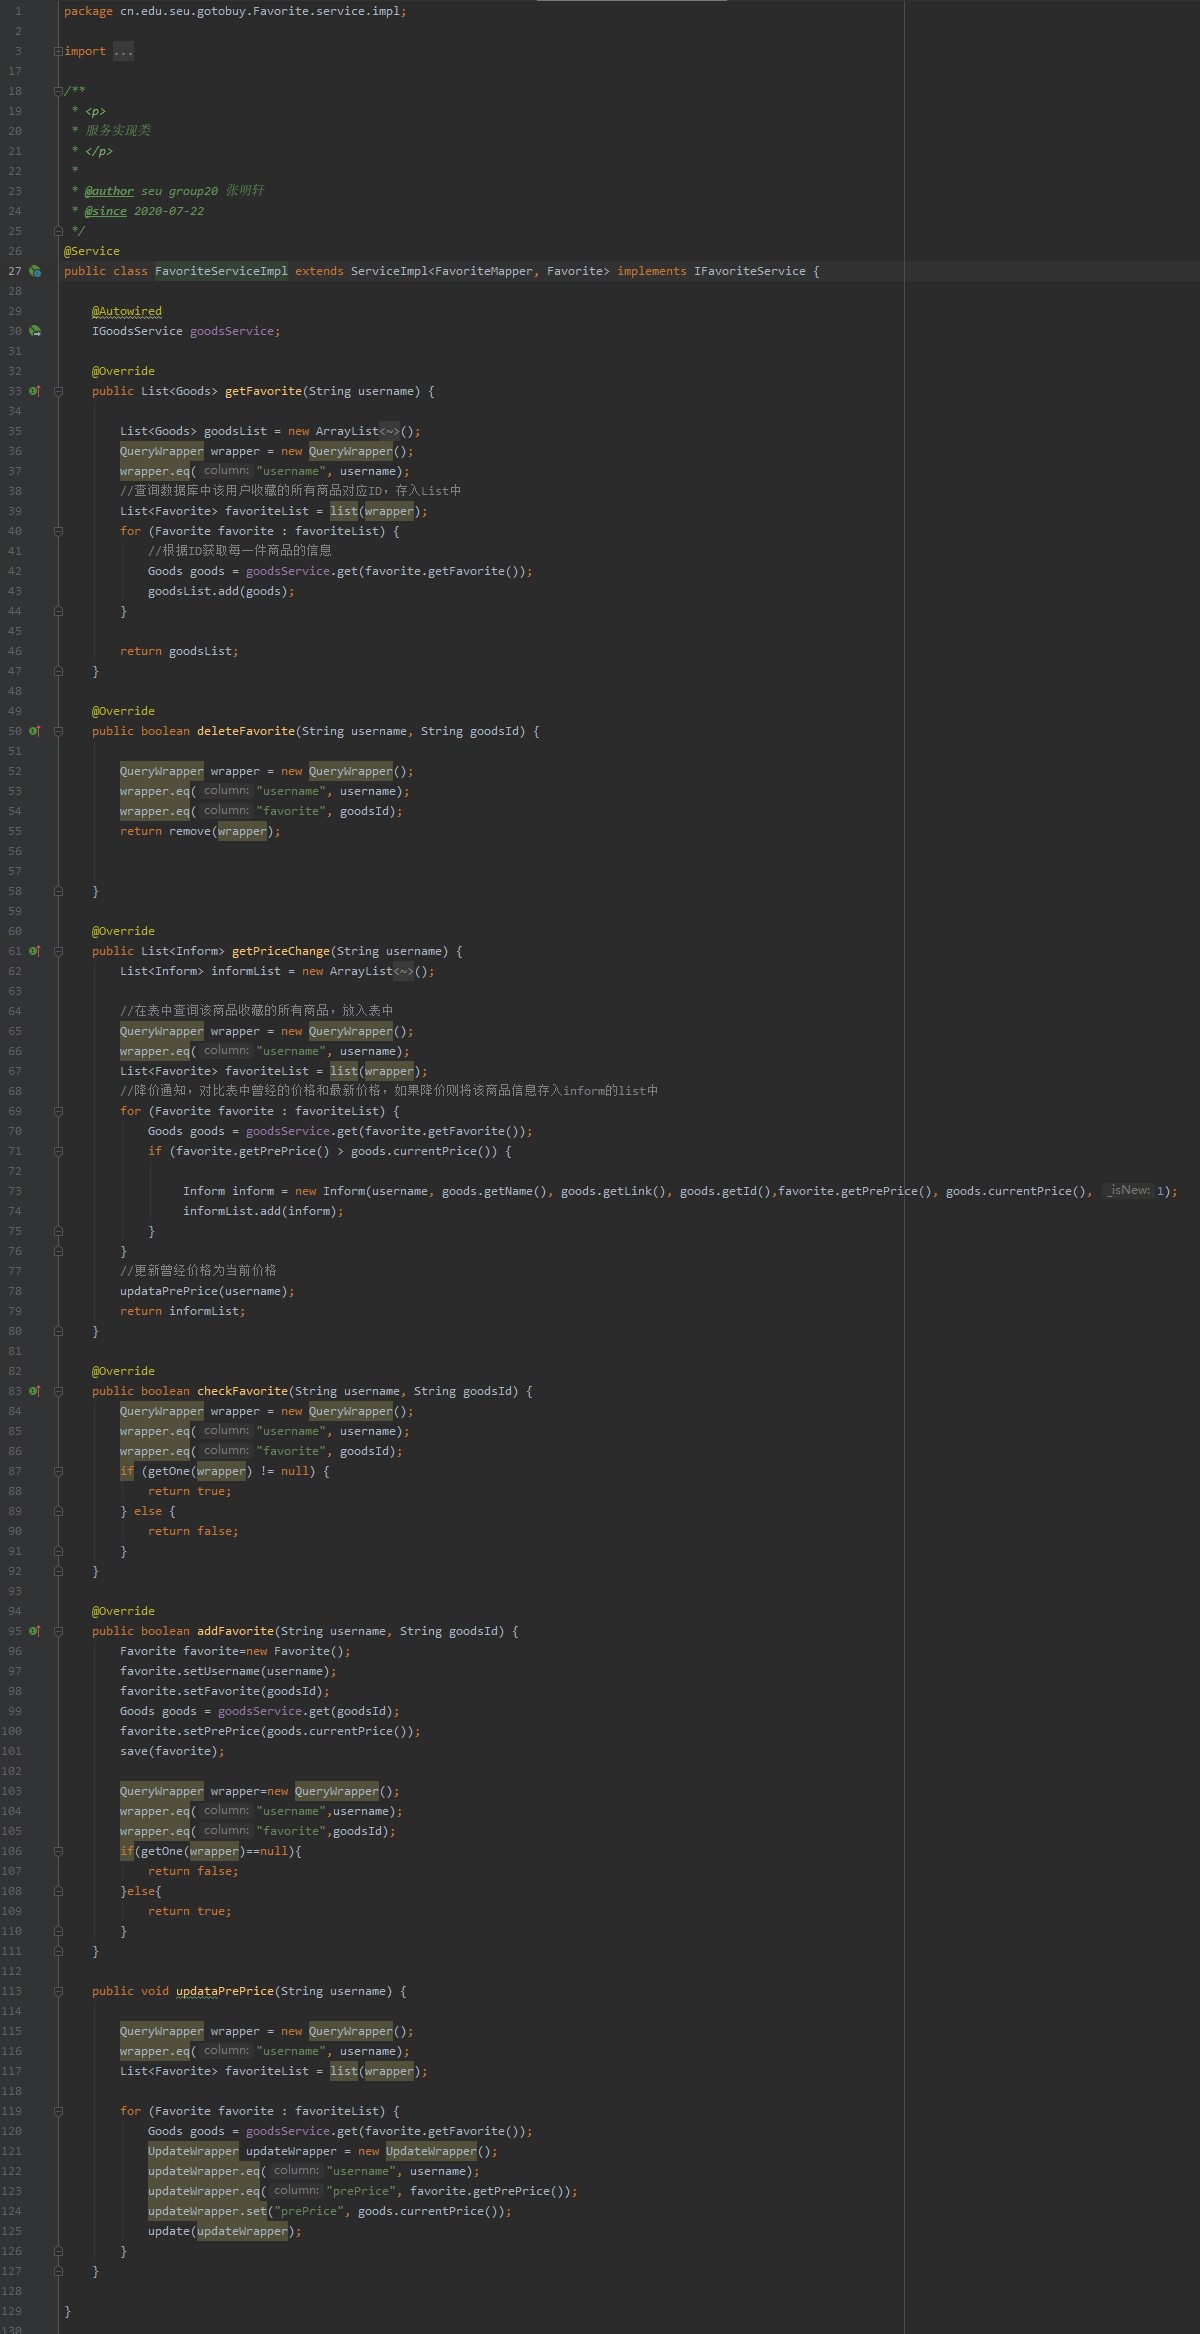 1 package cn.edu.seu.gotobuy.Favorite.service.impl;
2
3 import ...
17
18 /**
19 * <p>
20 * 服务实现类
21 * </p>
22 *
23 * @author seu group20 张明轩
24 * @since 2020-07-22
25 */
26 @Service
27 public class FavoriteServiceImpl extends ServiceImpl<FavoriteMapper, Favorite> implements IFavoriteService {
28
29 @Autowired
30 IGoodsService goodsService;
31
32 @Override
33 public List<Goods> getFavorite(String username) {
34
35 List<Goods> goodsList = new ArrayList<~>();
36 QueryWrapper wrapper = new QueryWrapper();
37 wrapper.eq( column: "username", username);
38 //查询数据库中该用户收藏的所有商品对应ID，存入List中
39 List<Favorite> favoriteList = list(wrapper);
40 for (Favorite favorite : favoriteList) {
41 //根据ID获取每一件商品的信息
42 Goods goods = goodsService.get(favorite.getFavorite());
43 goodsList.add(goods);
44 }
45
46 return goodsList;
47 }
48
49 @Override
50 public boolean deleteFavorite(String username, String goodsId) {
51
52 QueryWrapper wrapper = new QueryWrapper();
53 wrapper.eq( column: "username", username);
54 wrapper.eq( column: "favorite", goodsId);
55 return remove(wrapper);
56
57
58 }
59
60 @Override
61 public List<Inform> getPriceChange(String username) {
62 List<Inform> informList = new ArrayList<~>();
63
64 //在表中查询该商品收藏的所有商品，放入表中
65 QueryWrapper wrapper = new QueryWrapper();
66 wrapper.eq( column: "username", username);
67 List<Favorite> favoriteList = list(wrapper);
68 //降价通知，对比表中曾经的价格和最新价格，如果降价则将该商品信息存入inform的list中
69 for (Favorite favorite : favoriteList) {
70 Goods goods = goodsService.get(favorite.getFavorite());
71 if (favorite.getPrePrice() > goods.currentPrice()) {
72
73 Inform inform = new Inform(username, goods.getName(), goods.getLink(), goods.getId(),favorite.getPrePrice(), goods.currentPrice(), _isNew: 1);
74 informList.add(inform);
75 }
76 }
77 //更新曾经价格为当前价格
78 updataPrePrice(username);
79 return informList;
80 }
81
82 @Override
83 public boolean checkFavorite(String username, String goodsId) {
84 QueryWrapper wrapper = new QueryWrapper();
85 wrapper.eq( column: "username", username);
86 wrapper.eq( column: "favorite", goodsId);
87 if (getOne(wrapper) != null) {
88 return true;
89 } else {
90 return false;
91 }
92 }
93
94 @Override
95 public boolean addFavorite(String username, String goodsId) {
96 Favorite favorite=new Favorite();
97 favorite.setUsername(username);
98 favorite.setFavorite(goodsId);
99 Goods goods = goodsService.get(goodsId);
100 favorite.setPrePrice(goods.currentPrice());
101 save(favorite);
102
103 QueryWrapper wrapper=new QueryWrapper();
104 wrapper.eq( column: "username",username);
105 wrapper.eq( column: "favorite",goodsId);
106 if(getOne(wrapper)==null){
107 return false;
108 }else{
109 return true;
110 }
111 }
112
113 public void updataPrePrice(String username) {
114
115 QueryWrapper wrapper = new QueryWrapper();
116 wrapper.eq( column: "username", username);
117 List<Favorite> favoriteList = list(wrapper);
118
119 for (Favorite favorite : favoriteList) {
120 Goods goods = goodsService.get(favorite.getFavorite());
121 UpdateWrapper updateWrapper = new UpdateWrapper();
122 updateWrapper.eq( column: "username", username);
123 updateWrapper.eq( column: "prePrice", favorite.getPrePrice());
124 updateWrapper.set("prePrice", goods.currentPrice());
125 update(updateWrapper);
126 }
127 }
128
129 }
130